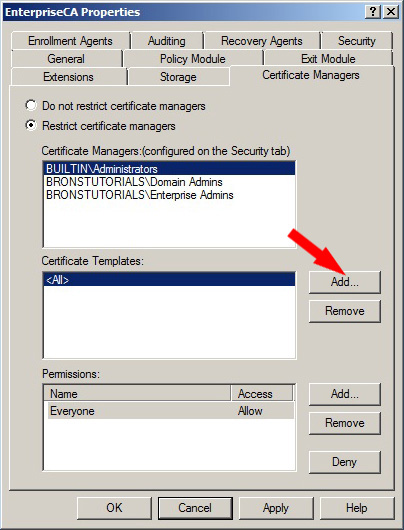 EnterpriseCA Properties
Enrollment Agents Auditing Recovery Agents Security
General Policy Module Exit Module
Extensions Storage Certificate Managers
Do not restrict certificate managers
Restrict certificate managers
Certificate Managers:(configured on the Security tab)
BUILTIN\Administrators
BRONSTUTORIALS\Domain Admins
BRONSTUTORIALS\Enterprise Admins
Certificate Templates:
<All>
Add...
Remove
Permissions:
Name Access
Everyone Allow
Add...
Remove
Deny
OK Cancel Apply Help